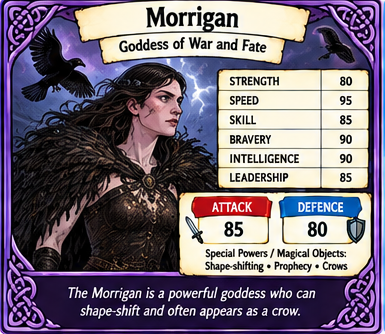 Morrigan
Goddess of War and Fate
STRENGTH 80
SPEED 95
SKILL 85
BRAVERY 90
INTELLIGENCE 90
LEADERSHIP 85
ATTACK
85
DEFENCE
80
Special Powers / Magical Objects:
Shape-shifting • Prophecy • Crows
The Morrigan is a powerful goddess who can
shape-shift and often appears as a crow.